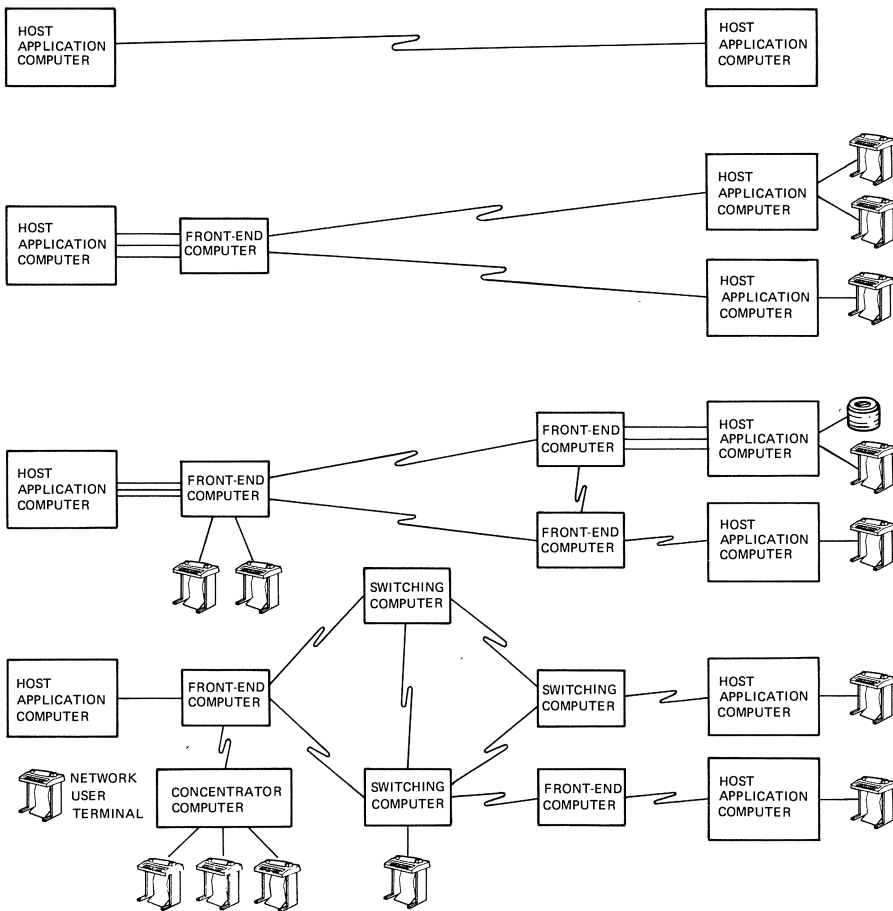 HOST
APPLICATION
COMPUTER
HOST
APPLICATION
COMPUTER
HOST
APPLICATION
COMPUTER
FRONT-END
COMPUTER
HOST
APPLICATION
COMPUTER
HOST
APPLICATION
COMPUTER
HOST
APPLICATION
COMPUTER
FRONT-END
COMPUTER
FRONT-END
COMPUTER
HOST
APPLICATION
COMPUTER
FRONT-END
COMPUTER
HOST
APPLICATION
COMPUTER
SWITCHING
COMPUTER
HOST
APPLICATION
COMPUTER
FRONT-END
COMPUTER
SWITCHING
COMPUTER
HOST
APPLICATION
COMPUTER
NETWORK
USER
TERMINAL
CONCENTRATOR
COMPUTER
SWITCHING
COMPUTER
FRONT-END
COMPUTER
HOST
APPLICATION
COMPUTER